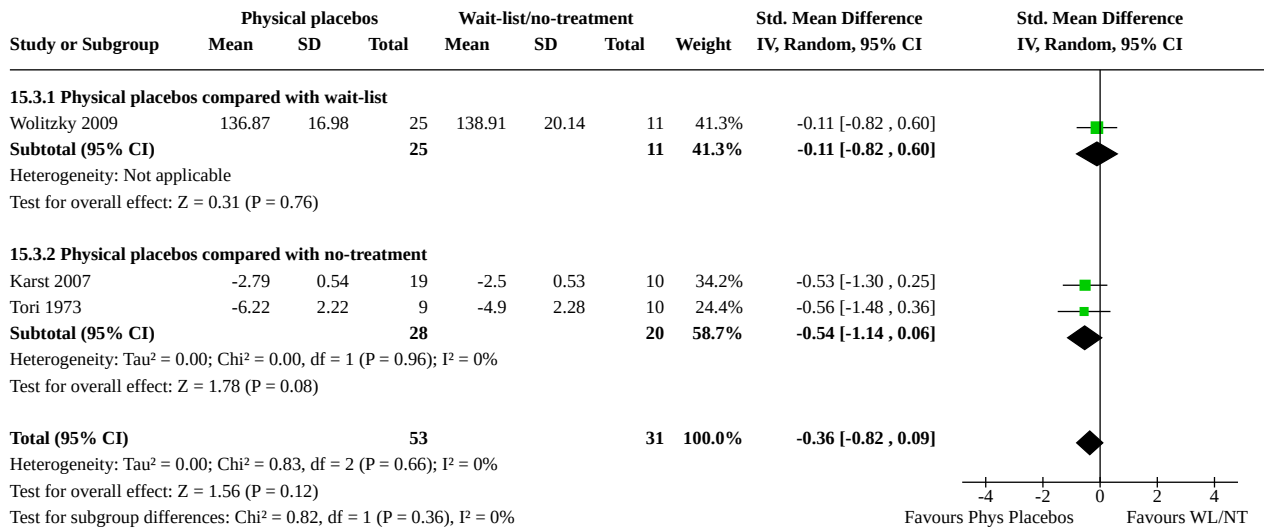 Physical placebos Wait-list/no-treatment Std. Mean Difference Std. Mean Difference
Study or Subgroup Mean SD Total Mean SD Total Weight IV, Random, 95% CI IV, Random, 95% CI
15.3.1 Physical placebos compared with wait-list
Wolitzky 2009 136.87 16.98 25 138.91 20.14 11 41.3% -0.11 [-0.82 , 0.60]
Subtotal (95% CI) 25 11 41.3% -0.11 [-0.82 , 0.60]
Heterogeneity: Not applicable
Test for overall effect: Z = 0.31 (P = 0.76)
15.3.2 Physical placebos compared with no-treatment
Karst 2007 -2.79 0.54 19 -2.5 0.53 10 34.2% -0.53 [-1.30 , 0.25]
Tori 1973 -6.22 2.22 9 -4.9 2.28 10 24.4% -0.56 [-1.48 , 0.36]
Subtotal (95% CI) 28 20 58.7% -0.54 [-1.14 , 0.06]
Heterogeneity: Tau² = 0.00; Chi² = 0.00, df = 1 (P = 0.96); I² = 0%
Test for overall effect: Z = 1.78 (P = 0.08)
Total (95% CI) 53 31 100.0% -0.36 [-0.82 , 0.09]
Heterogeneity: Tau² = 0.00; Chi² = 0.83, df = 2 (P = 0.66); I² = 0%
Test for overall effect: Z = 1.56 (P = 0.12)
-4 -2 0 2 4
Test for subgroup differences: Chi² = 0.82, df = 1 (P = 0.36), I² = 0%
Favours Phys Placebos Favours WL/NT